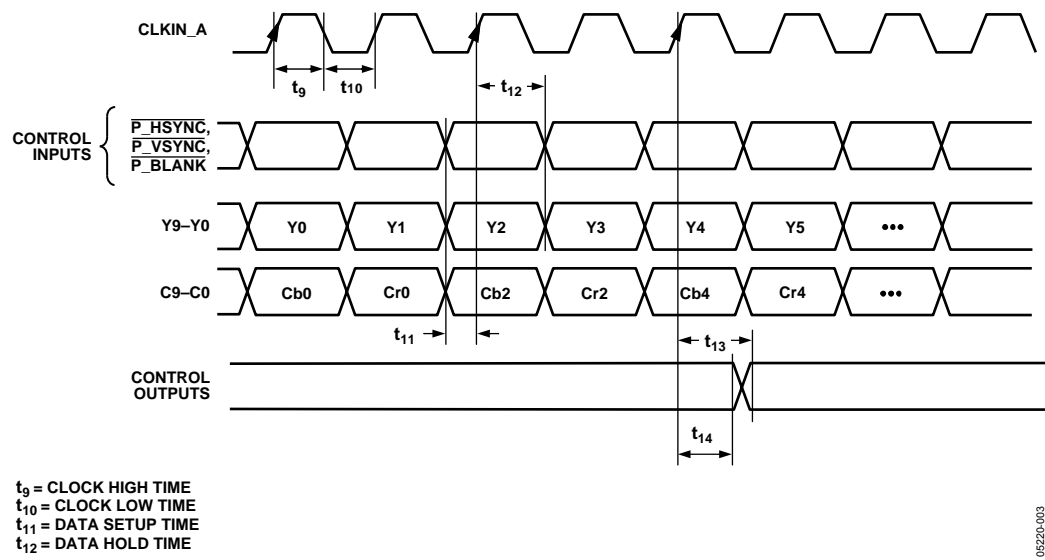 CLKIN_A
t9
t10
t12
CONTROL
INPUTS
P_HSYNC,
P_VSYNC,
P_BLANK
Y9–Y0
Y0
Y1
Y2
Y3
Y4
Y5
•••
C9–C0
Cb0
Cr0
Cb2
Cr2
Cb4
Cr4
•••
t11
t13
CONTROL
OUTPUTS
t14
t9 = CLOCK HIGH TIME
t10 = CLOCK LOW TIME
t11 = DATA SETUP TIME
t12 = DATA HOLD TIME
05220-003